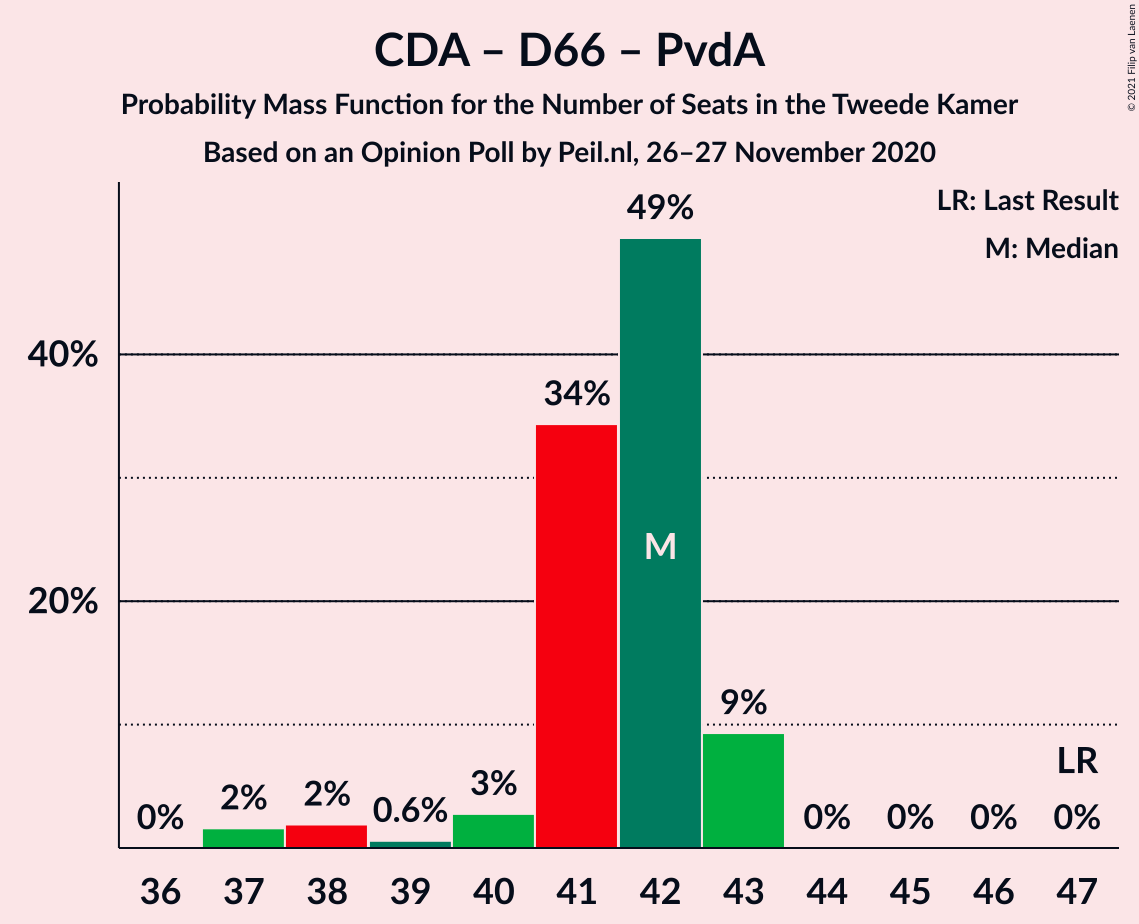 CDA – D66 – PvdA
Probability Mass Function for the Number of Seats in the Tweede Kamer
Based on an Opinion Poll by Peil.nl, 26–27 November 2020
© 2021 Filip van Laenen
LR: Last Result
M: Median
40%
20%
0%
2%
2%
0.6%
3%
34%
49%
M
9%
0%
0%
0%
LR
0%
36 37 38 39 40 41 42 43 44 45 46 47